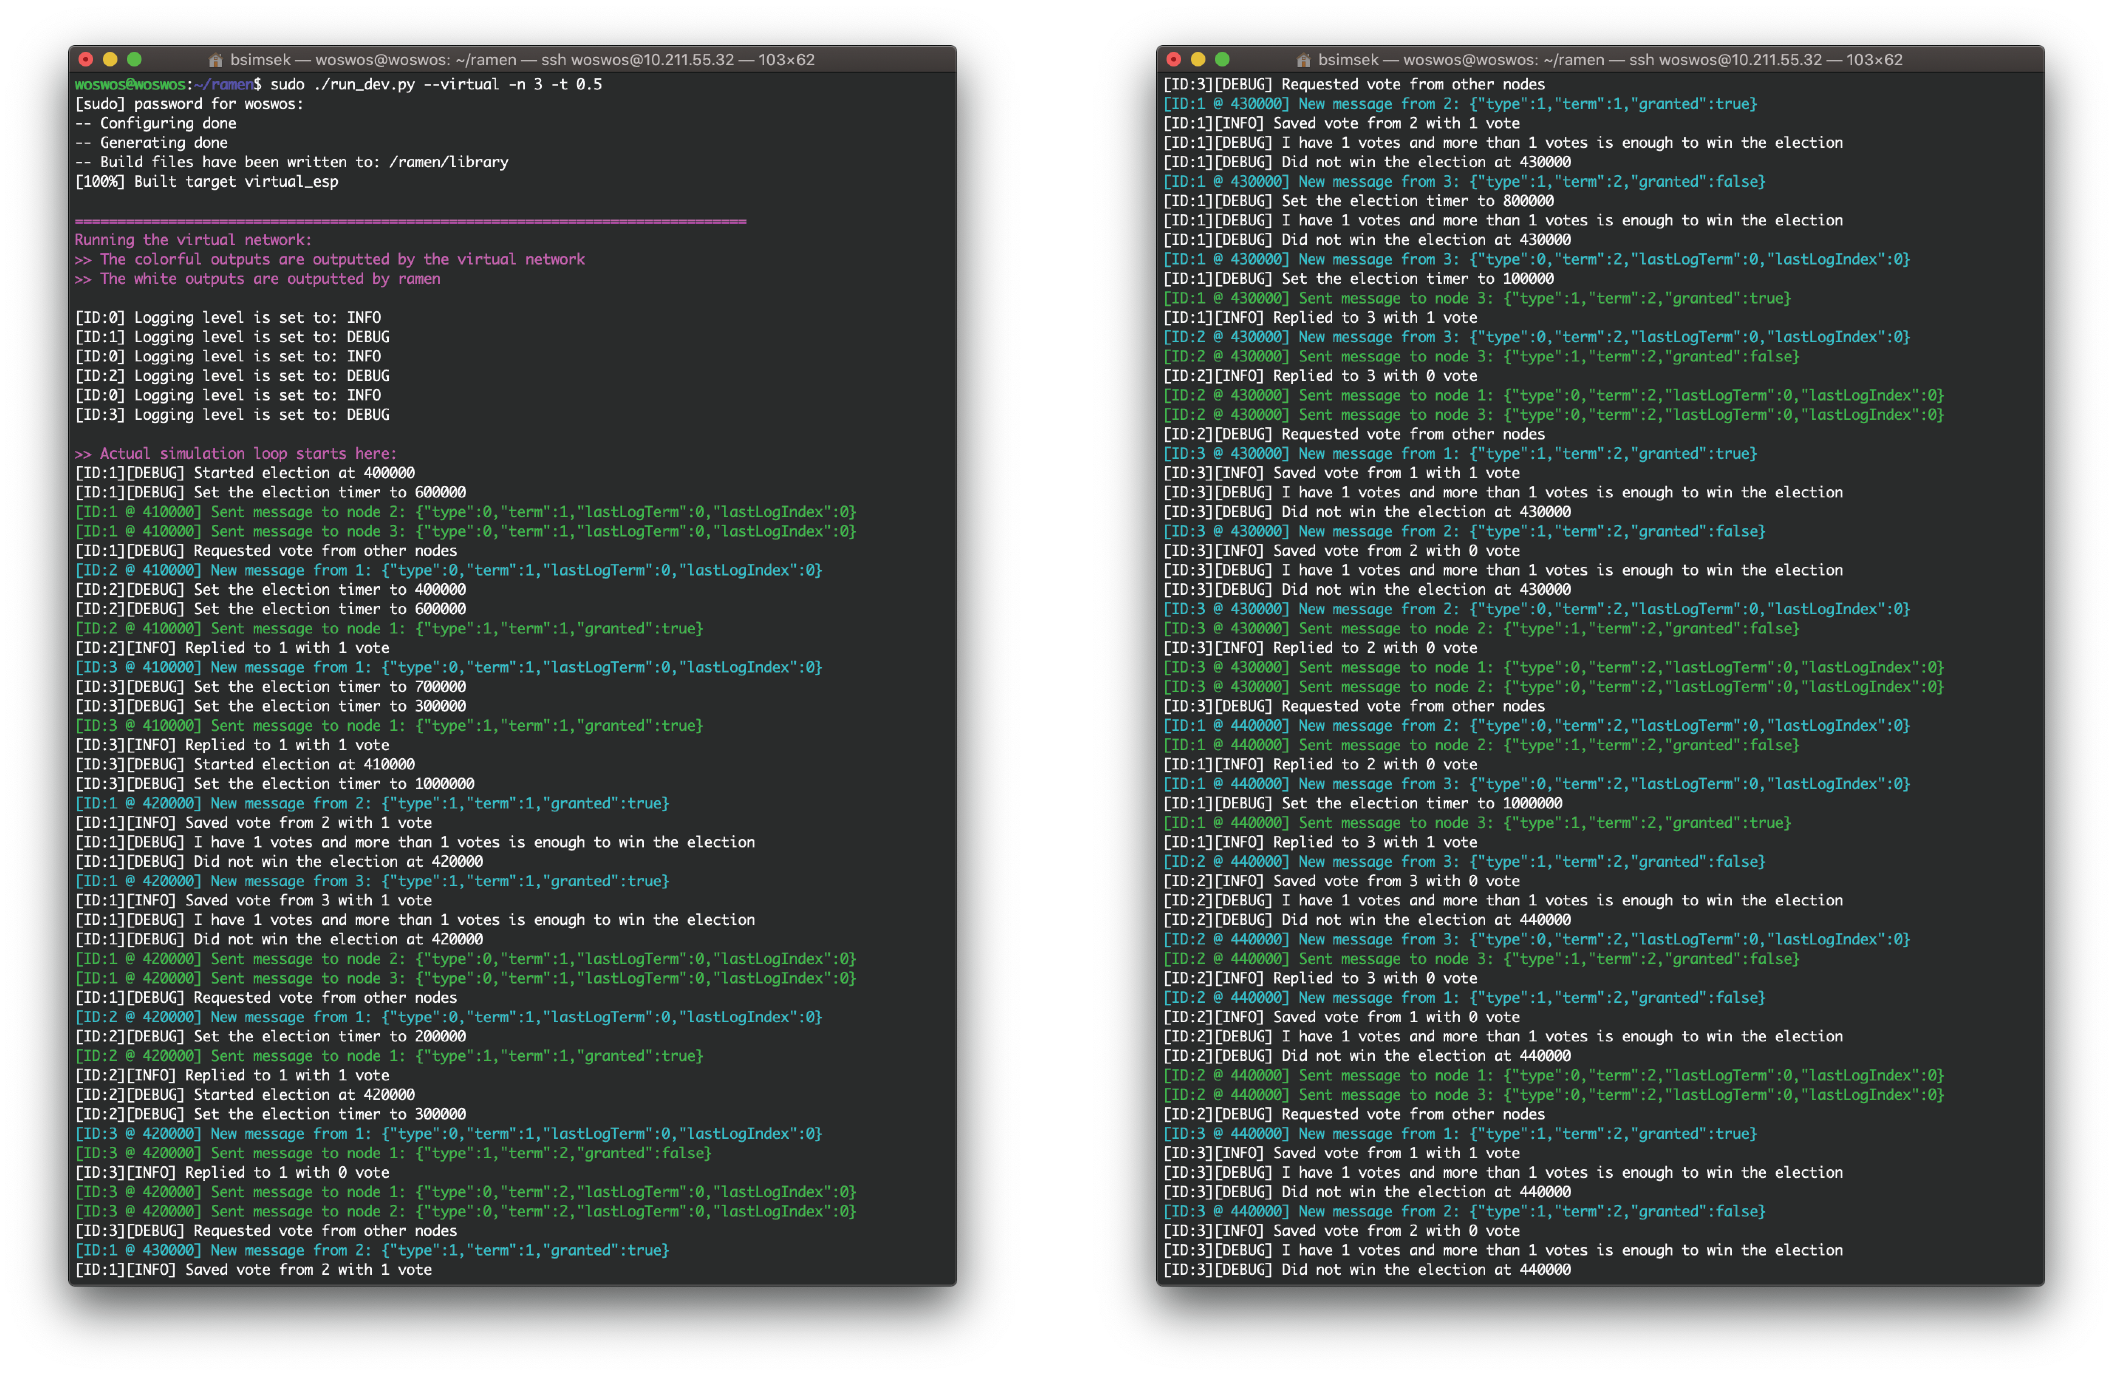 bsimsek — woswos@woswos: ~/ramen — ssh woswos@10.211.55.32 — 103×62
woswos@woswos:~/ramen$ sudo ./run_dev.py --virtual -n 3 -t 0.5
[sudo] password for woswos:
-- Configuring done
-- Generating done
-- Build files have been written to: /ramen/library
[100%] Built target virtual_esp
===============================================================================
Running the virtual network:
>> The colorful outputs are outputted by the virtual network
>> The white outputs are outputted by ramen
[ID:0] Logging level is set to: INFO
[ID:1] Logging level is set to: DEBUG
[ID:0] Logging level is set to: INFO
[ID:2] Logging level is set to: DEBUG
[ID:0] Logging level is set to: INFO
[ID:3] Logging level is set to: DEBUG
>> Actual simulation loop starts here:
[ID:1][DEBUG] Started election at 400000
[ID:1][DEBUG] Set the election timer to 600000
[ID:1 @ 410000] Sent message to node 2: {"type":0,"term":1,"lastLogTerm":0,"lastLogIndex":0}
[ID:1 @ 410000] Sent message to node 3: {"type":0,"term":1,"lastLogTerm":0,"lastLogIndex":0}
[ID:1][DEBUG] Requested vote from other nodes
[ID:2 @ 410000] New message from 1: {"type":0,"term":1,"lastLogTerm":0,"lastLogIndex":0}
[ID:2][DEBUG] Set the election timer to 400000
[ID:2][DEBUG] Set the election timer to 600000
[ID:2 @ 410000] Sent message to node 1: {"type":1,"term":1,"granted":true}
[ID:2][INFO] Replied to 1 with 1 vote
[ID:3 @ 410000] New message from 1: {"type":0,"term":1,"lastLogTerm":0,"lastLogIndex":0}
[ID:3][DEBUG] Set the election timer to 700000
[ID:3][DEBUG] Set the election timer to 300000
[ID:3 @ 410000] Sent message to node 1: {"type":1,"term":1,"granted":true}
[ID:3][INFO] Replied to 1 with 1 vote
[ID:3][DEBUG] Started election at 410000
[ID:3][DEBUG] Set the election timer to 1000000
[ID:1 @ 420000] New message from 2: {"type":1,"term":1,"granted":true}
[ID:1][INFO] Saved vote from 2 with 1 vote
[ID:1][DEBUG] I have 1 votes and more than 1 votes is enough to win the election
[ID:1][DEBUG] Did not win the election at 420000
[ID:1 @ 420000] New message from 3: {"type":1,"term":1,"granted":true}
[ID:1][INFO] Saved vote from 3 with 1 vote
[ID:1][DEBUG] I have 1 votes and more than 1 votes is enough to win the election
[ID:1][DEBUG] Did not win the election at 420000
[ID:1 @ 420000] Sent message to node 2: {"type":0,"term":1,"lastLogTerm":0,"lastLogIndex":0}
[ID:1 @ 420000] Sent message to node 3: {"type":0,"term":1,"lastLogTerm":0,"lastLogIndex":0}
[ID:1][DEBUG] Requested vote from other nodes
[ID:2 @ 420000] New message from 1: {"type":0,"term":1,"lastLogTerm":0,"lastLogIndex":0}
[ID:2][DEBUG] Set the election timer to 200000
[ID:2 @ 420000] Sent message to node 1: {"type":1,"term":1,"granted":true}
[ID:2][INFO] Replied to 1 with 1 vote
[ID:2][DEBUG] Started election at 420000
[ID:2][DEBUG] Set the election timer to 300000
[ID:3 @ 420000] New message from 1: {"type":0,"term":1,"lastLogTerm":0,"lastLogIndex":0}
[ID:3 @ 420000] Sent message to node 1: {"type":1,"term":2,"granted":false}
[ID:3][INFO] Replied to 1 with 0 vote
[ID:3 @ 420000] Sent message to node 1: {"type":0,"term":2,"lastLogTerm":0,"lastLogIndex":0}
[ID:3 @ 420000] Sent message to node 2: {"type":0,"term":2,"lastLogTerm":0,"lastLogIndex":0}
[ID:3][DEBUG] Requested vote from other nodes
[ID:1 @ 430000] New message from 2: {"type":1,"term":1,"granted":true}
[ID:1][INFO] Saved vote from 2 with 1 vote
bsimsek — woswos@woswos: ~/ramen — ssh woswos@10.211.55.32 — 103×62
[ID:3][DEBUG] Requested vote from other nodes
[ID:1 @ 430000] New message from 2: {"type":1,"term":1,"granted":true}
[ID:1][INFO] Saved vote from 2 with 1 vote
[ID:1][DEBUG] I have 1 votes and more than 1 votes is enough to win the election
[ID:1][DEBUG] Did not win the election at 430000
[ID:1 @ 430000] New message from 3: {"type":1,"term":2,"granted":false}
[ID:1][DEBUG] Set the election timer to 800000
[ID:1][DEBUG] I have 1 votes and more than 1 votes is enough to win the election
[ID:1][DEBUG] Did not win the election at 430000
[ID:1 @ 430000] New message from 3: {"type":0,"term":2,"lastLogTerm":0,"lastLogIndex":0}
[ID:1][DEBUG] Set the election timer to 100000
[ID:1 @ 430000] Sent message to node 3: {"type":1,"term":2,"granted":true}
[ID:1][INFO] Replied to 3 with 1 vote
[ID:2 @ 430000] New message from 3: {"type":0,"term":2,"lastLogTerm":0,"lastLogIndex":0}
[ID:2 @ 430000] Sent message to node 3: {"type":1,"term":2,"granted":false}
[ID:2][INFO] Replied to 3 with 0 vote
[ID:2 @ 430000] Sent message to node 1: {"type":0,"term":2,"lastLogTerm":0,"lastLogIndex":0}
[ID:2 @ 430000] Sent message to node 3: {"type":0,"term":2,"lastLogTerm":0,"lastLogIndex":0}
[ID:2][DEBUG] Requested vote from other nodes
[ID:3 @ 430000] New message from 1: {"type":1,"term":2,"granted":true}
[ID:3][INFO] Saved vote from 1 with 1 vote
[ID:3][DEBUG] I have 1 votes and more than 1 votes is enough to win the election
[ID:3][DEBUG] Did not win the election at 430000
[ID:3 @ 430000] New message from 2: {"type":1,"term":2,"granted":false}
[ID:3][INFO] Saved vote from 2 with 0 vote
[ID:3][DEBUG] I have 1 votes and more than 1 votes is enough to win the election
[ID:3][DEBUG] Did not win the election at 430000
[ID:3 @ 430000] New message from 2: {"type":0,"term":2,"lastLogTerm":0,"lastLogIndex":0}
[ID:3 @ 430000] Sent message to node 2: {"type":1,"term":2,"granted":false}
[ID:3][INFO] Replied to 2 with 0 vote
[ID:3 @ 430000] Sent message to node 1: {"type":0,"term":2,"lastLogTerm":0,"lastLogIndex":0}
[ID:3 @ 430000] Sent message to node 2: {"type":0,"term":2,"lastLogTerm":0,"lastLogIndex":0}
[ID:3][DEBUG] Requested vote from other nodes
[ID:1 @ 440000] New message from 2: {"type":0,"term":2,"lastLogTerm":0,"lastLogIndex":0}
[ID:1 @ 440000] Sent message to node 2: {"type":1,"term":2,"granted":false}
[ID:1][INFO] Replied to 2 with 0 vote
[ID:1 @ 440000] New message from 3: {"type":0,"term":2,"lastLogTerm":0,"lastLogIndex":0}
[ID:1][DEBUG] Set the election timer to 1000000
[ID:1 @ 440000] Sent message to node 3: {"type":1,"term":2,"granted":true}
[ID:1][INFO] Replied to 3 with 1 vote
[ID:2 @ 440000] New message from 3: {"type":1,"term":2,"granted":false}
[ID:2][INFO] Saved vote from 3 with 0 vote
[ID:2][DEBUG] I have 1 votes and more than 1 votes is enough to win the election
[ID:2][DEBUG] Did not win the election at 440000
[ID:2 @ 440000] New message from 3: {"type":0,"term":2,"lastLogTerm":0,"lastLogIndex":0}
[ID:2 @ 440000] Sent message to node 3: {"type":1,"term":2,"granted":false}
[ID:2][INFO] Replied to 3 with 0 vote
[ID:2 @ 440000] New message from 1: {"type":1,"term":2,"granted":false}
[ID:2][INFO] Saved vote from 1 with 0 vote
[ID:2][DEBUG] I have 1 votes and more than 1 votes is enough to win the election
[ID:2][DEBUG] Did not win the election at 440000
[ID:2 @ 440000] Sent message to node 1: {"type":0,"term":2,"lastLogTerm":0,"lastLogIndex":0}
[ID:2 @ 440000] Sent message to node 3: {"type":0,"term":2,"lastLogTerm":0,"lastLogIndex":0}
[ID:2][DEBUG] Requested vote from other nodes
[ID:3 @ 440000] New message from 1: {"type":1,"term":2,"granted":true}
[ID:3][INFO] Saved vote from 1 with 1 vote
[ID:3][DEBUG] I have 1 votes and more than 1 votes is enough to win the election
[ID:3][DEBUG] Did not win the election at 440000
[ID:3 @ 440000] New message from 2: {"type":1,"term":2,"granted":false}
[ID:3][INFO] Saved vote from 2 with 0 vote
[ID:3][DEBUG] I have 1 votes and more than 1 votes is enough to win the election
[ID:3][DEBUG] Did not win the election at 440000